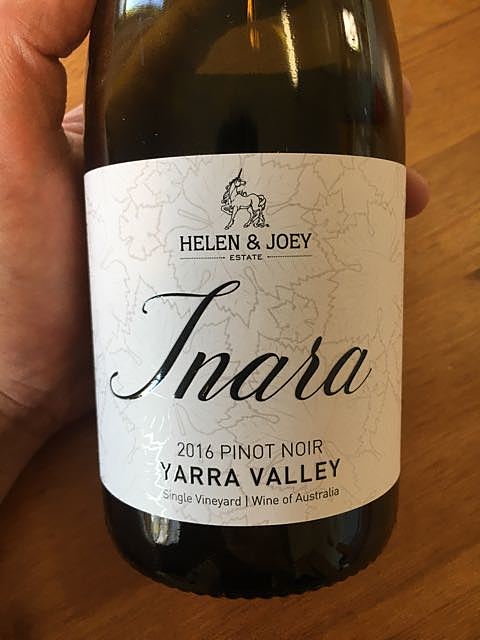 HELEN & JOEY
ESTATE
Inara
2016 PINOT NOIR
YARRA VALLEY
Single Vineyard | Wine of Australia